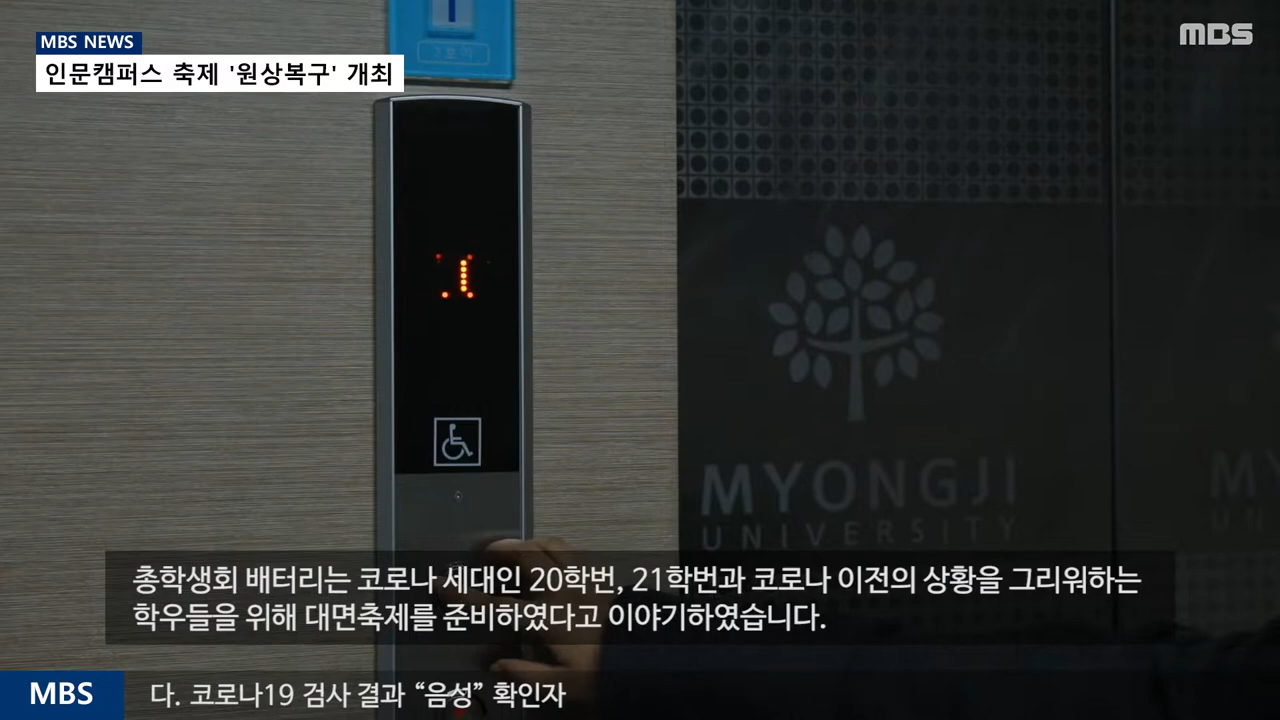 MBS NEWS
MBS
인문캠퍼스 축제 '원상복구' 개최
1
MYONGJI
UNIVERSITY
총학생회 배터리는 코로나 세대인 20학번, 21학번과 코로나 이전의 상황을 그리워하는
학우들을 위해 대면축제를 준비하였다고 이야기하였습니다.
MBS
다. 코로나19 검사 결과 “음성” 확인자